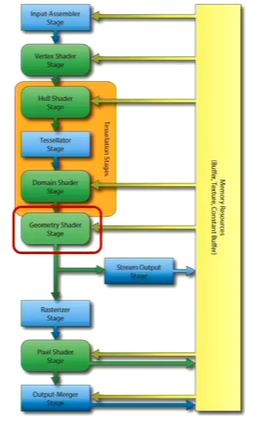 Input-Assembler
Stage
Vertex Shader
Stage
Hull Shader
Stage
Tessellator
Stage
Domain Shader
Stage
Tesselation Stages
Geometry Shader
Stage
Stream Output
Stage
Rasterizer
Stage
Pixel Shader
Stage
Output-Merger
Stage
Memory Resources
(Buffer, Texture, Constant Buffer)